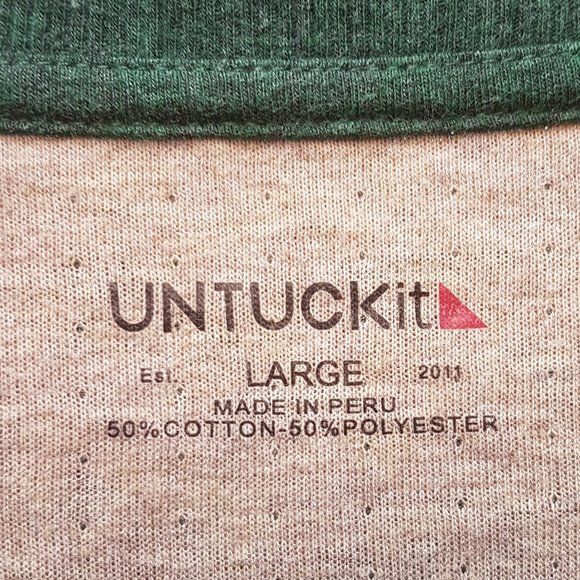 UNTUCKit
Est. LARGE 2011
MADE IN PERU
50%COTTON-50%POLYESTER